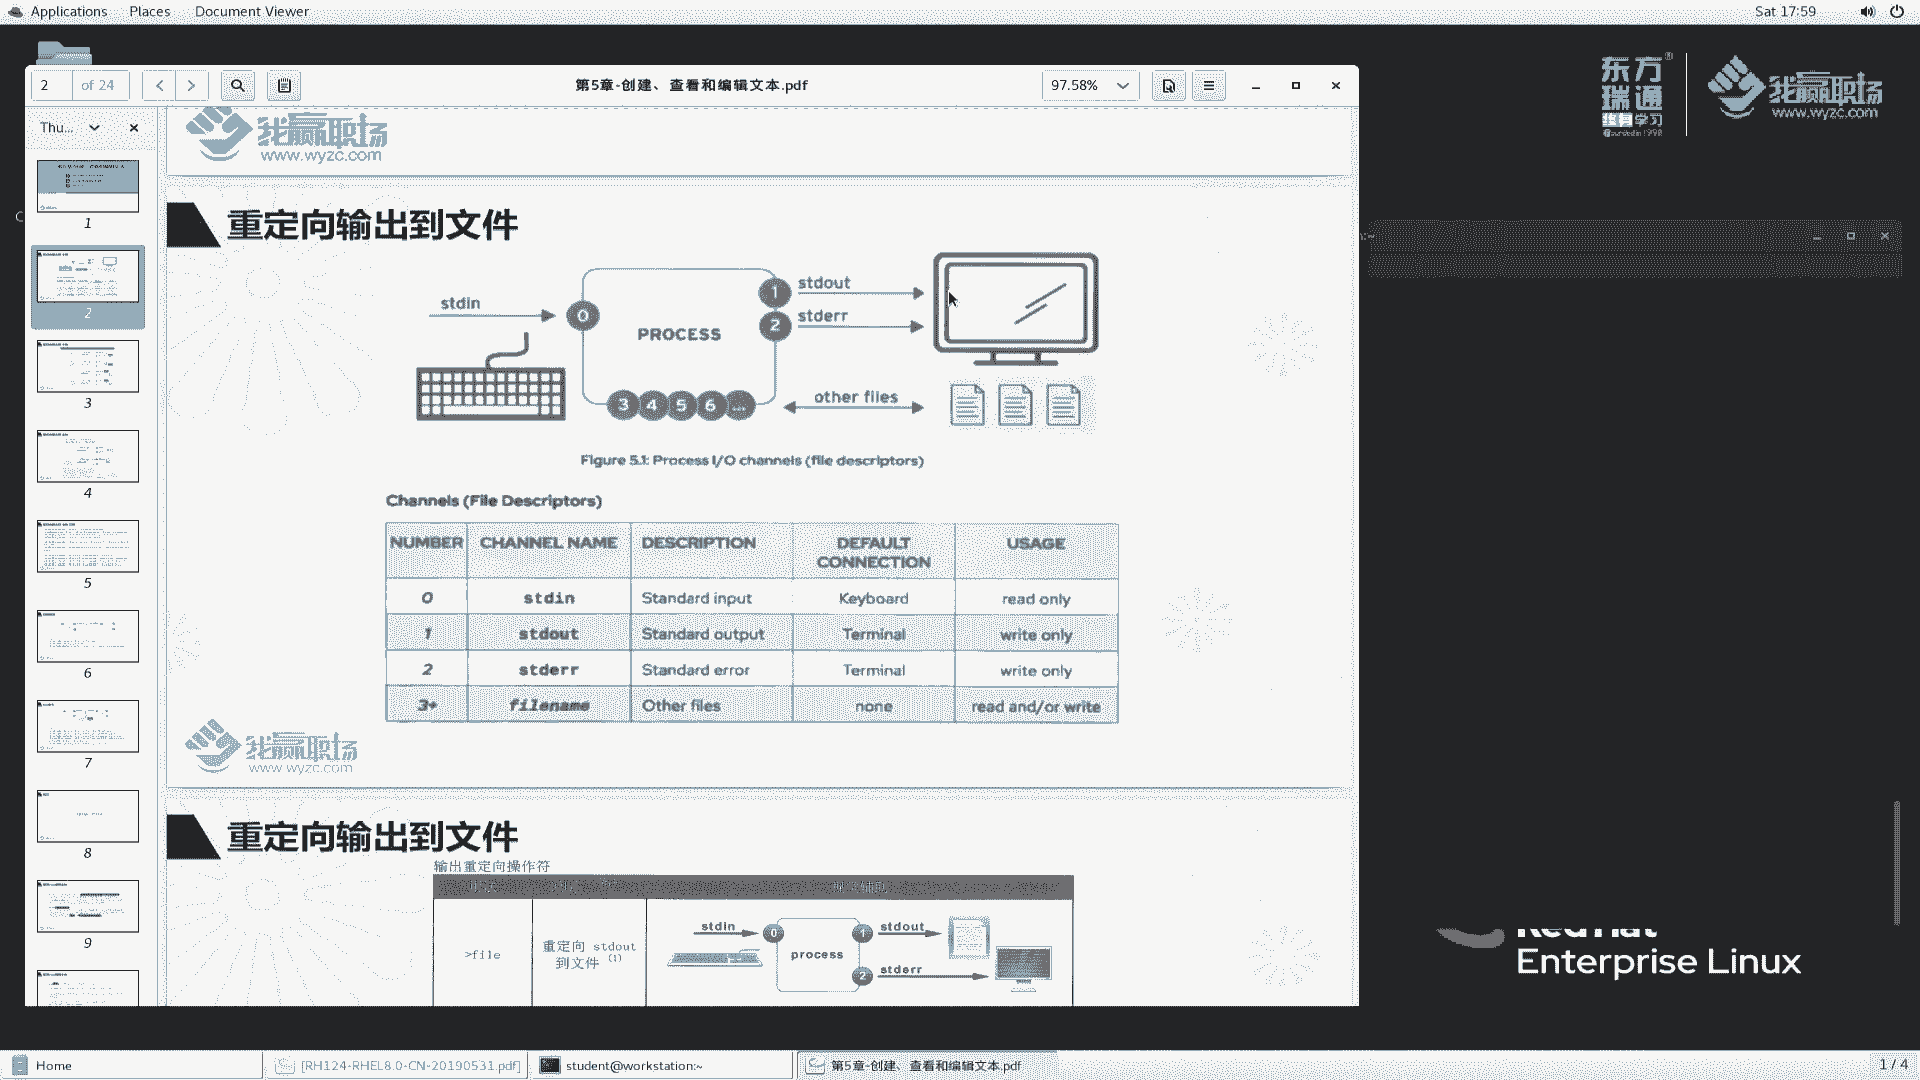 Applications Places Document Viewer Sat 17:59
2 of 24 第5章-创建、查看和编辑文本.pdf 97.58%
Thu...
1
2
3
4
5
6
7
8
9
我赢职场
www.wyzc.com
重定向输出到文件
stdin
0
PROCESS
1
stdout
2
stderr
3 4 5 6 ...
other files
Figure 5.1: Process I/O channels (file descriptors)
Channels (File Descriptors)
NUMBER CHANNEL NAME DESCRIPTION DEFAULT CONNECTION USAGE
0 stdin Standard input Keyboard read only
1 stdout Standard output Terminal write only
2 stderr Standard error Terminal write only
3+ filename Other files none read and/or write
我赢职场
www.wyzc.com
重定向输出到文件
输出重定向操作符
>file
重定向 stdout
到文件 (1)
stdin
0
process
1
stdout
2
stderr
东方
瑞通
终身学习
我赢职场
www.wyzc.com
Red Hat
Enterprise Linux
Home [RH124-RHEL8.0-CN-20190531.pdf] student@workstation:~ 第5章-创建、查看和编辑文本.pdf 1 / 4